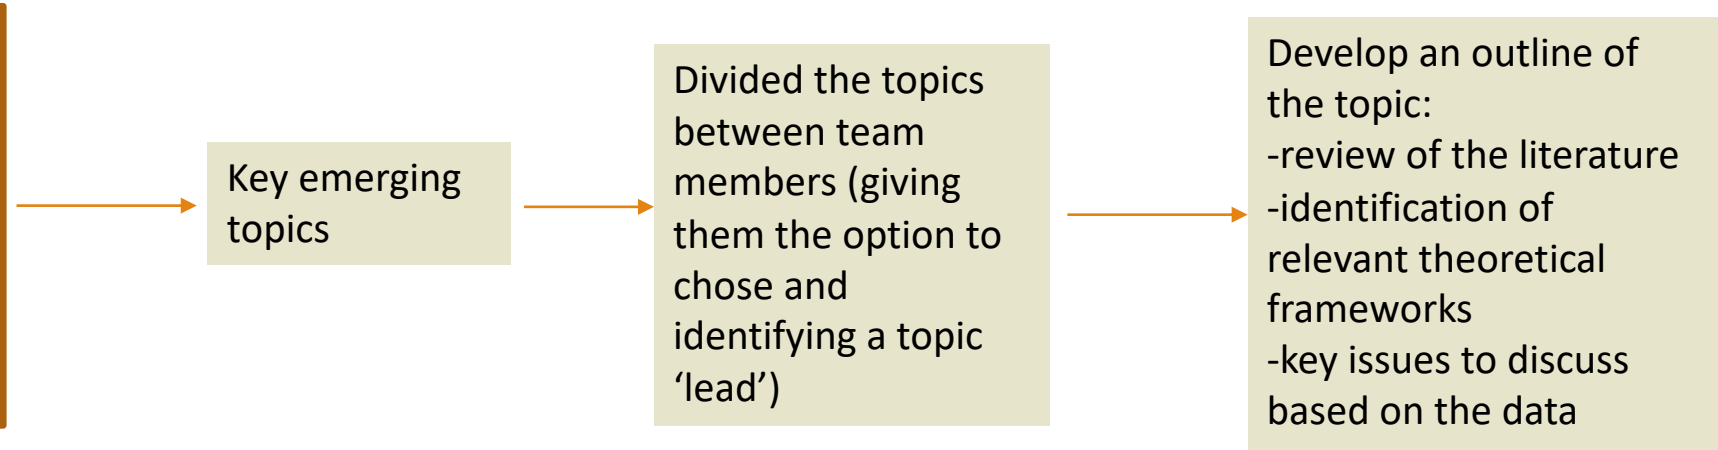 Key emerging
topics
Divided the topics
between team
members (giving
them the option to
chose and
identifying a topic
‘lead’)
Develop an outline of
the topic:
-review of the literature
-identification of
relevant theoretical
frameworks
-key issues to discuss
based on the data